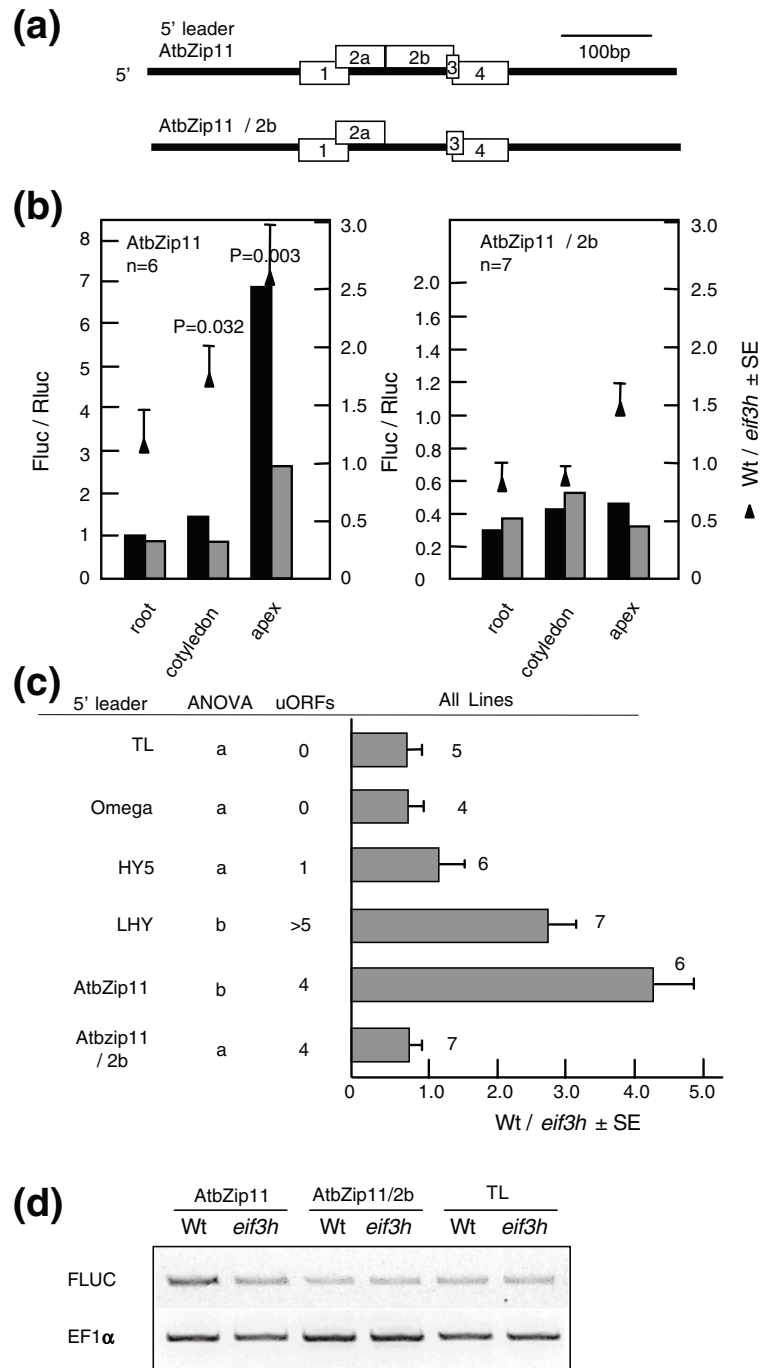 (a)
5' leader
AtbZip11
100bp
5'
1
2a
2b
3
4
AtbZip11 / 2b
1
2a
3
4
(b)
AtbZip11
n=6
P=0.032
P=0.003
Fluc / Rluc
8
7
6
5
4
3
2
1
0
3.0
2.5
2.0
1.5
1.0
0.5
0
root
cotyledon
apex
AtbZip11 / 2b
n=7
Fluc / Rluc
2.0
1.6
1.4
1.2
1.0
0.8
0.6
0.4
0.2
0
3.0
2.5
2.0
1.5
1.0
0.5
0
root
cotyledon
apex
▲ Wt / eif3h ± SE
(c)
5' leader ANOVA uORFs All Lines
TL a 0 5
Omega a 0 4
HY5 a 1 6
LHY b >5 7
AtbZip11 b 4 6
Atbzip11
/ 2b a 4 7
0 1.0 2.0 3.0 4.0 5.0
Wt / eif3h ± SE
(d)
AtbZip11 AtbZip11/2b TL
Wt eif3h Wt eif3h Wt eif3h
FLUC
EF1α